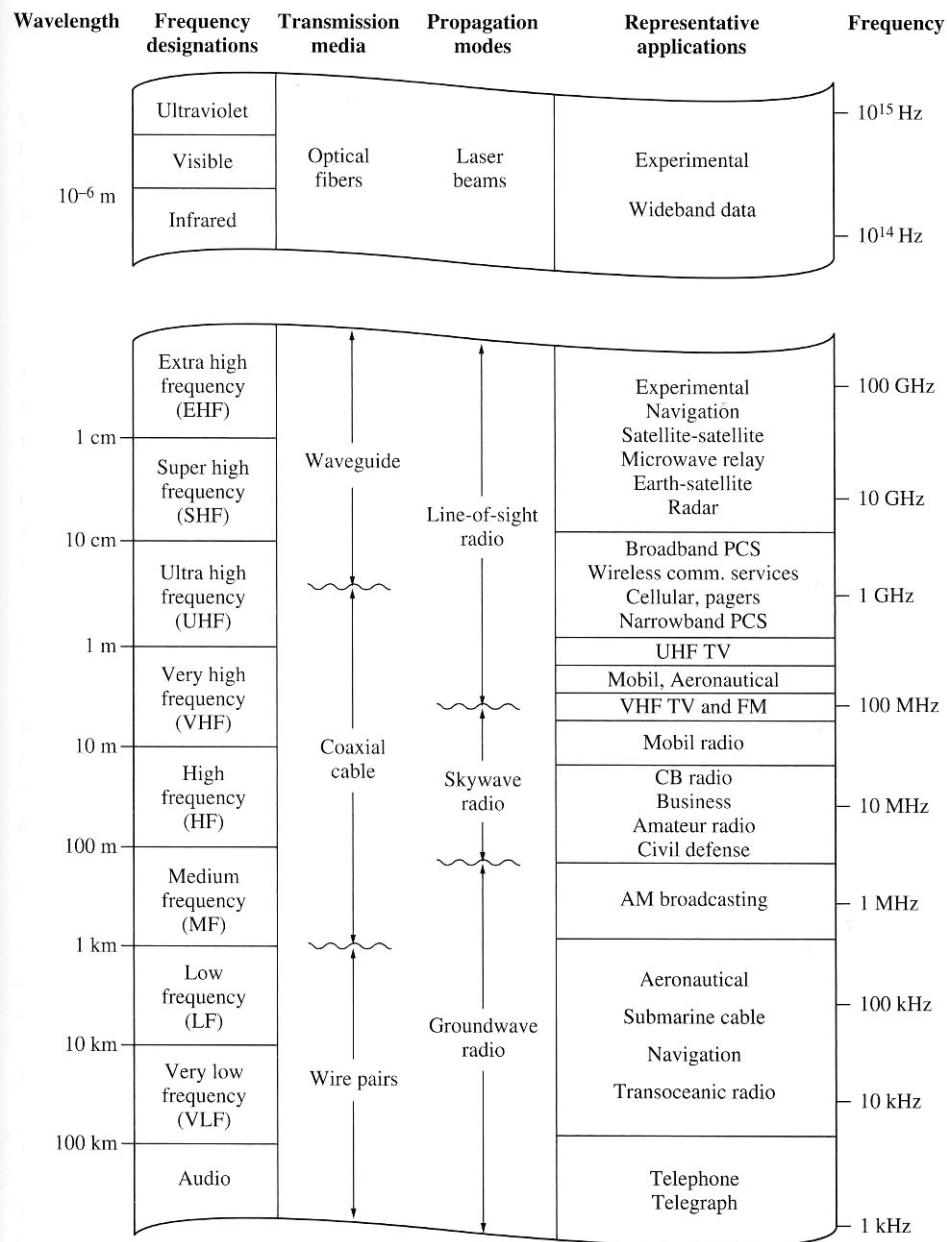 Wavelength
Frequency
designations
Transmission
media
Propagation
modes
Representative
applications
Frequency
Ultraviolet
Visible
Infrared
10⁻⁶ m
Optical
fibers
Laser
beams
Experimental
Wideband data
10¹⁵ Hz
10¹⁴ Hz
Extra high
frequency
(EHF)
1 cm
Super high
frequency
(SHF)
10 cm
Ultra high
frequency
(UHF)
1 m
Very high
frequency
(VHF)
10 m
High
frequency
(HF)
100 m
Medium
frequency
(MF)
1 km
Low
frequency
(LF)
10 km
Very low
frequency
(VLF)
100 km
Audio
Waveguide
Coaxial
cable
Wire pairs
Line-of-sight
radio
Skywave
radio
Groundwave
radio
Experimental
Navigation
Satellite-satellite
Microwave relay
Earth-satellite
Radar
Broadband PCS
Wireless comm. services
Cellular, pagers
Narrowband PCS
UHF TV
Mobil, Aeronautical
VHF TV and FM
Mobil radio
CB radio
Business
Amateur radio
Civil defense
AM broadcasting
Aeronautical
Submarine cable
Navigation
Transoceanic radio
Telephone
Telegraph
100 GHz
10 GHz
1 GHz
100 MHz
10 MHz
1 MHz
100 kHz
10 kHz
1 kHz